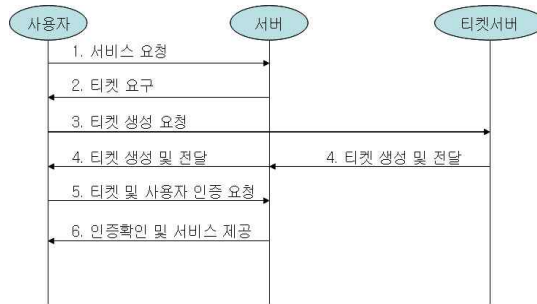 사용자 서버 티켓서버
1. 서비스 요청
2. 티켓 요구
3. 티켓 생성 요청
4. 티켓 생성 및 전달 4. 티켓 생성 및 전달
5. 티켓 및 사용자 인증 요청
6. 인증확인 및 서비스 제공